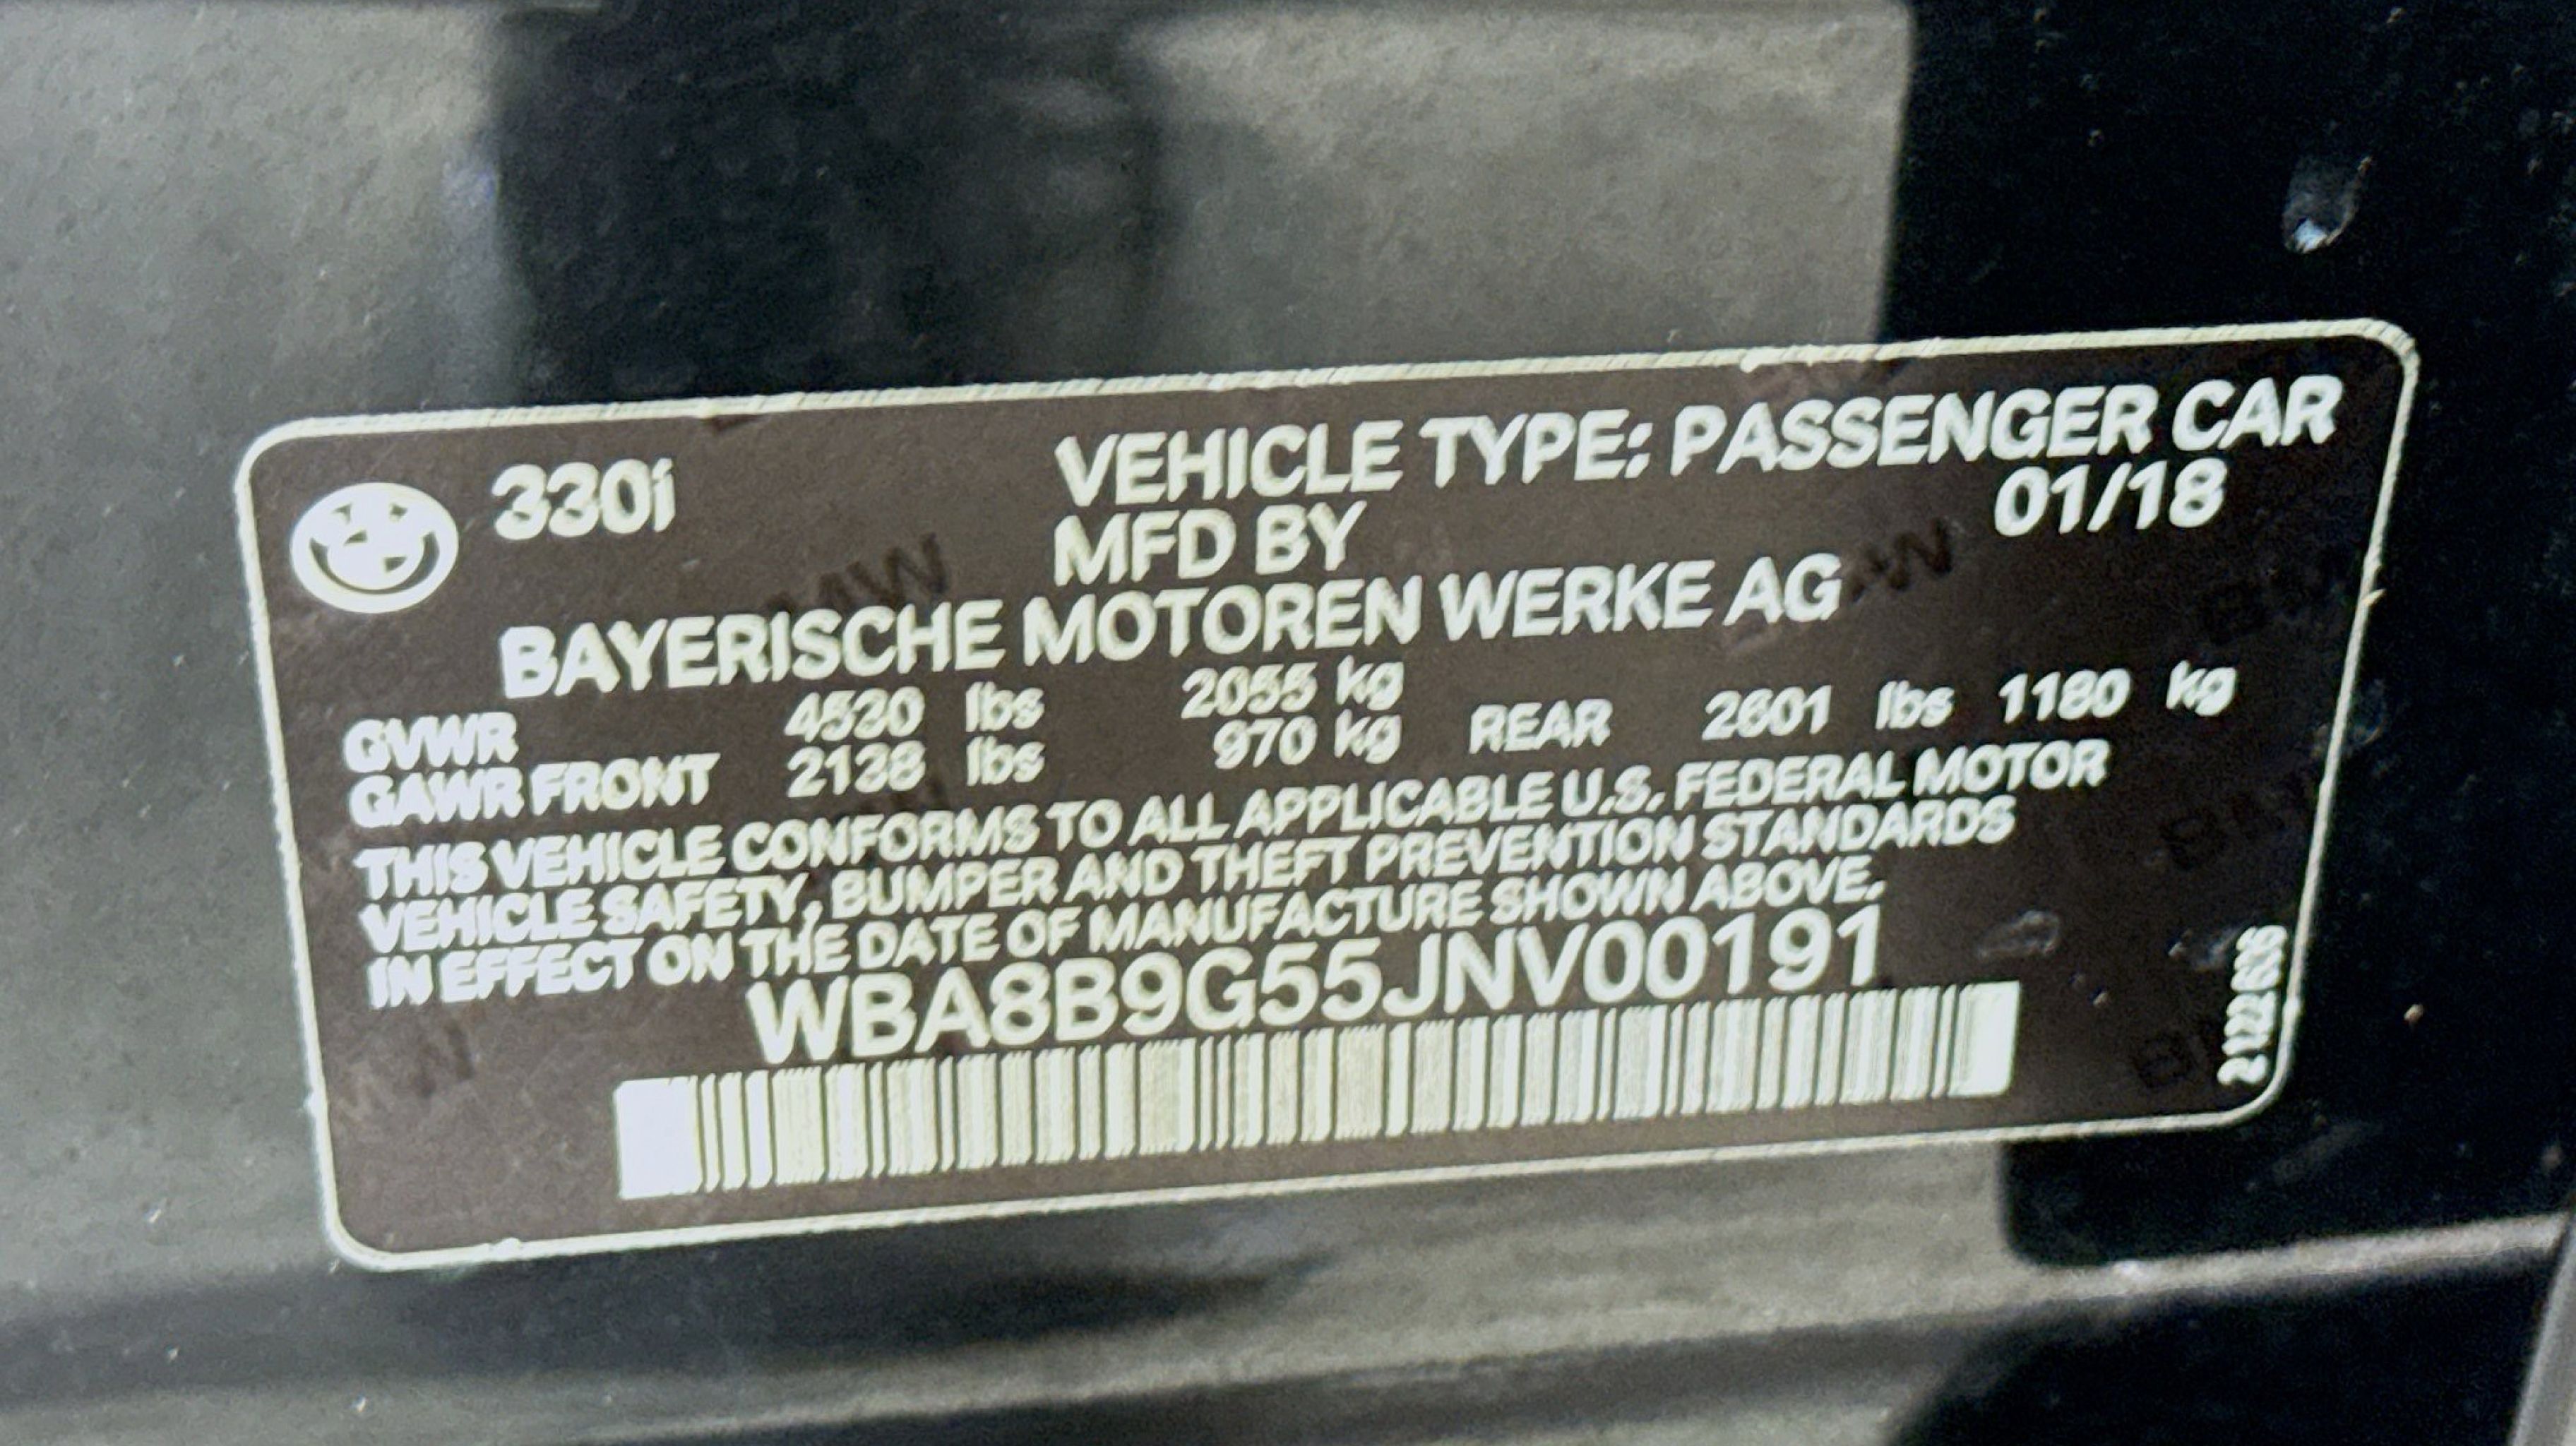 330i VEHICLE TYPE: PASSENGER CAR
MFD BY 01/18
BAYERISCHE MOTOREN WERKE AG
GVWR 4530 lbs 2055 kg
GAWR FRONT 2138 lbs 970 kg REAR 2601 lbs 1180 kg
THIS VEHICLE CONFORMS TO ALL APPLICABLE U.S. FEDERAL MOTOR
VEHICLE SAFETY, BUMPER AND THEFT PREVENTION STANDARDS
IN EFFECT ON THE DATE OF MANUFACTURE SHOWN ABOVE.
WBA8B9G55JNV00191